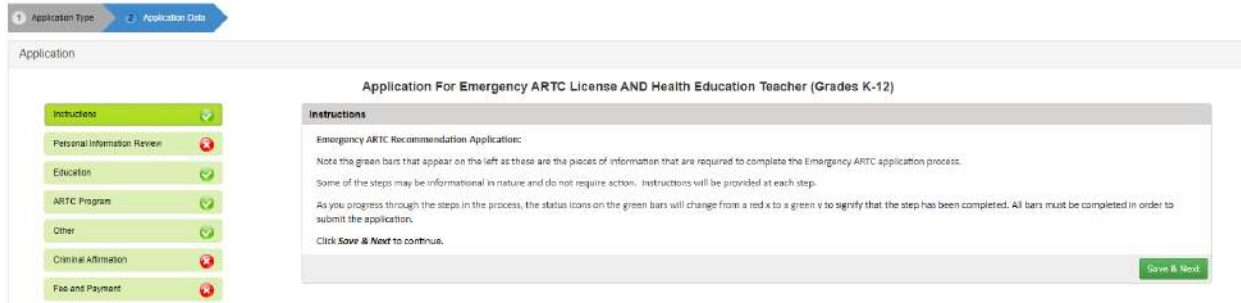 1 Application Type
2 Application Data
Application
Application For Emergency ARTC License AND Health Education Teacher (Grades K-12)
Instructions
Personal Information Review
Education
ARTC Program
Other
Criminal Affirmation
Fee and Payment
Instructions
Emergency ARTC Recommendation Application:
Note the green bars that appear on the left as these are the pieces of information that are required to complete the Emergency ARTC application process.
Some of the steps may be informational in nature and do not require action. Instructions will be provided at each step.
As you progress through the steps in the process, the status icons on the green bars will change from a red x to a green v to signify that the step has been completed. All bars must be completed in order to
submit the application.
Click Save & Next to continue.
Save & Next